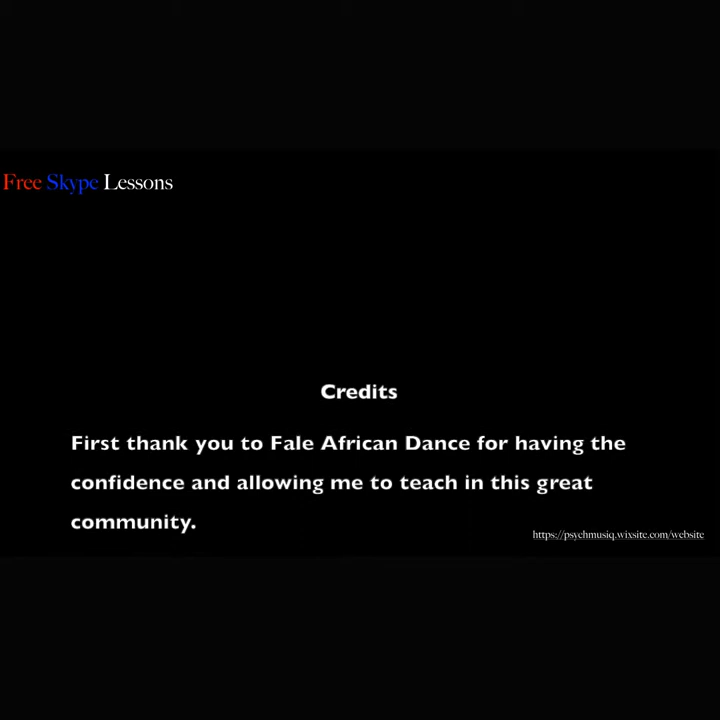 Free Skype Lessons
Credits
First thank you to Fale African Dance for having the
confidence and allowing me to teach in this great
community.
https://psychmusiq.wixsite.com/website